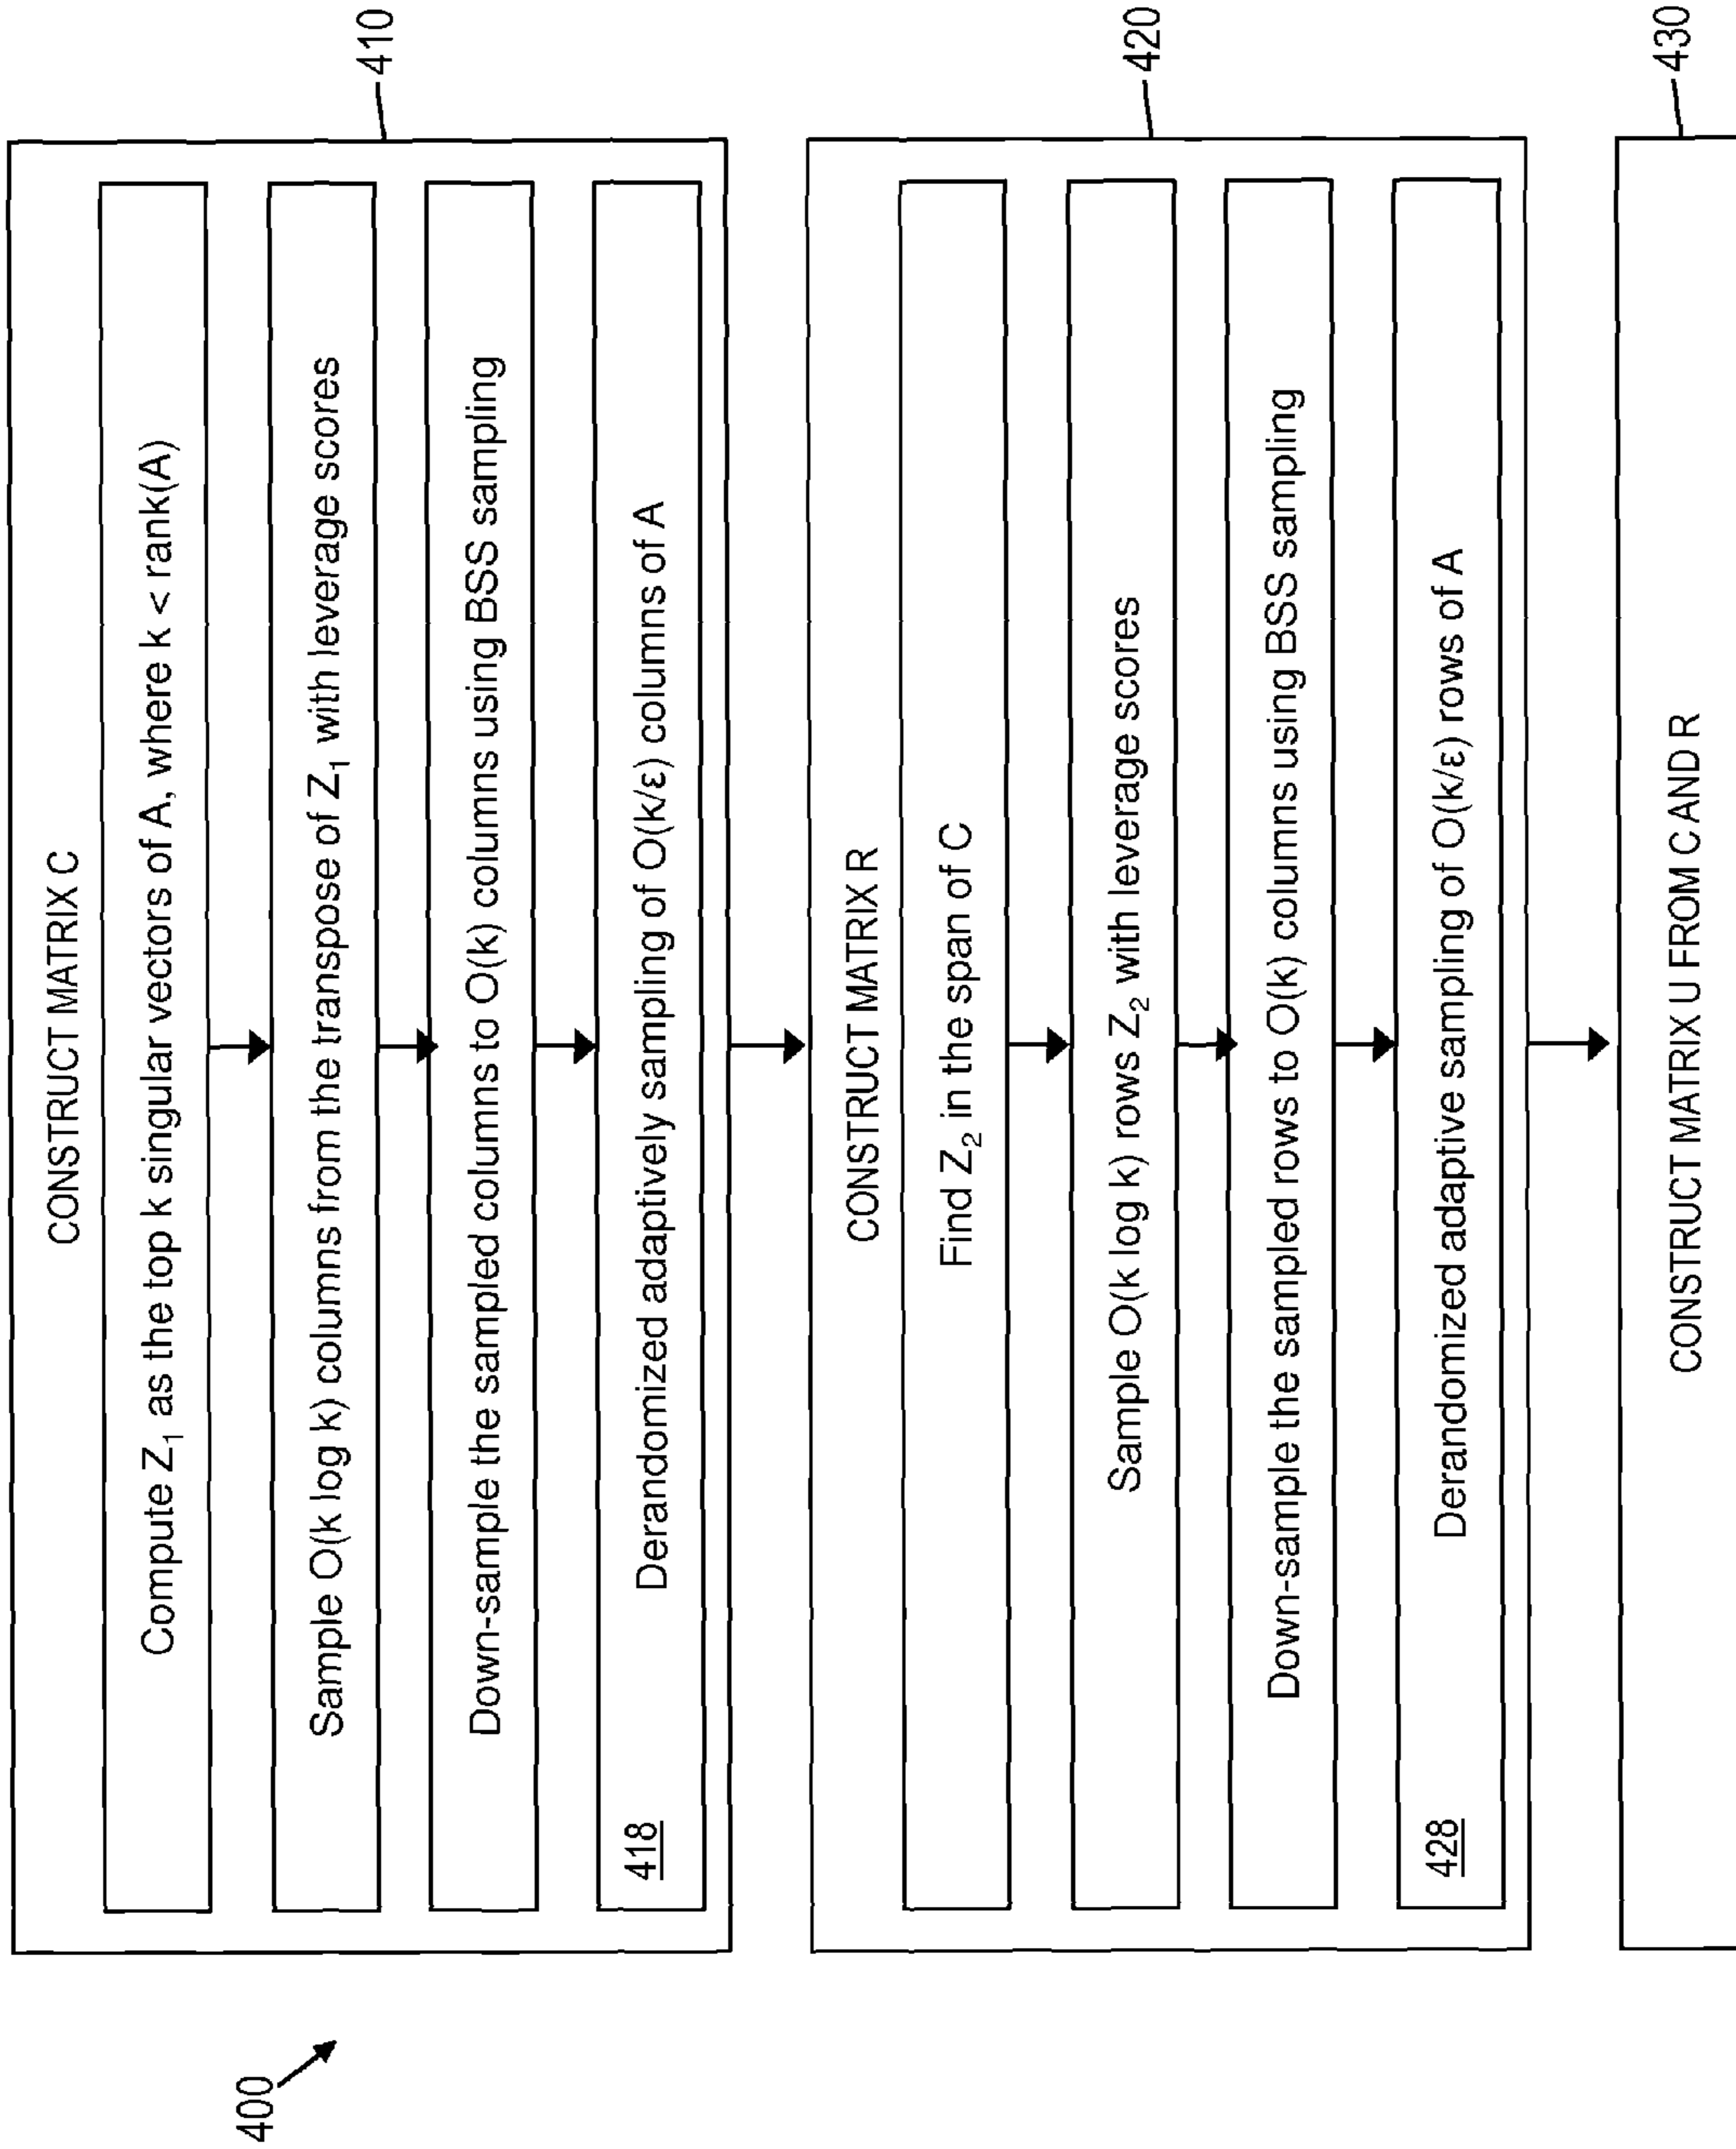 400
CONSTRUCT MATRIX C
410
Compute Z₁ as the top k singular vectors of A, where k < rank(A)
Sample O(k log k) columns from the transpose of Z₁ with leverage scores
Down-sample the sampled columns to O(k) columns using BSS sampling
418
Derandomized adaptively sampling of O(k/ε) columns of A
CONSTRUCT MATRIX R
420
Find Z₂ in the span of C
Sample O(k log k) rows Z₂ with leverage scores
Down-sample the sampled rows to O(k) columns using BSS sampling
428
Derandomized adaptive sampling of O(k/ε) rows of A
430
CONSTRUCT MATRIX U FROM C AND R